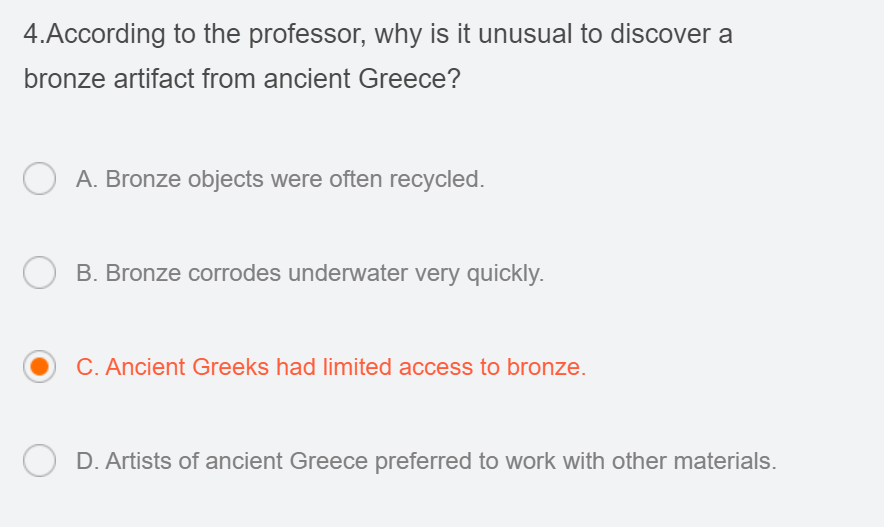 4.According to the professor, why is it unusual to discover a
bronze artifact from ancient Greece?
A. Bronze objects were often recycled.
B. Bronze corrodes underwater very quickly.
C. Ancient Greeks had limited access to bronze.
D. Artists of ancient Greece preferred to work with other materials.